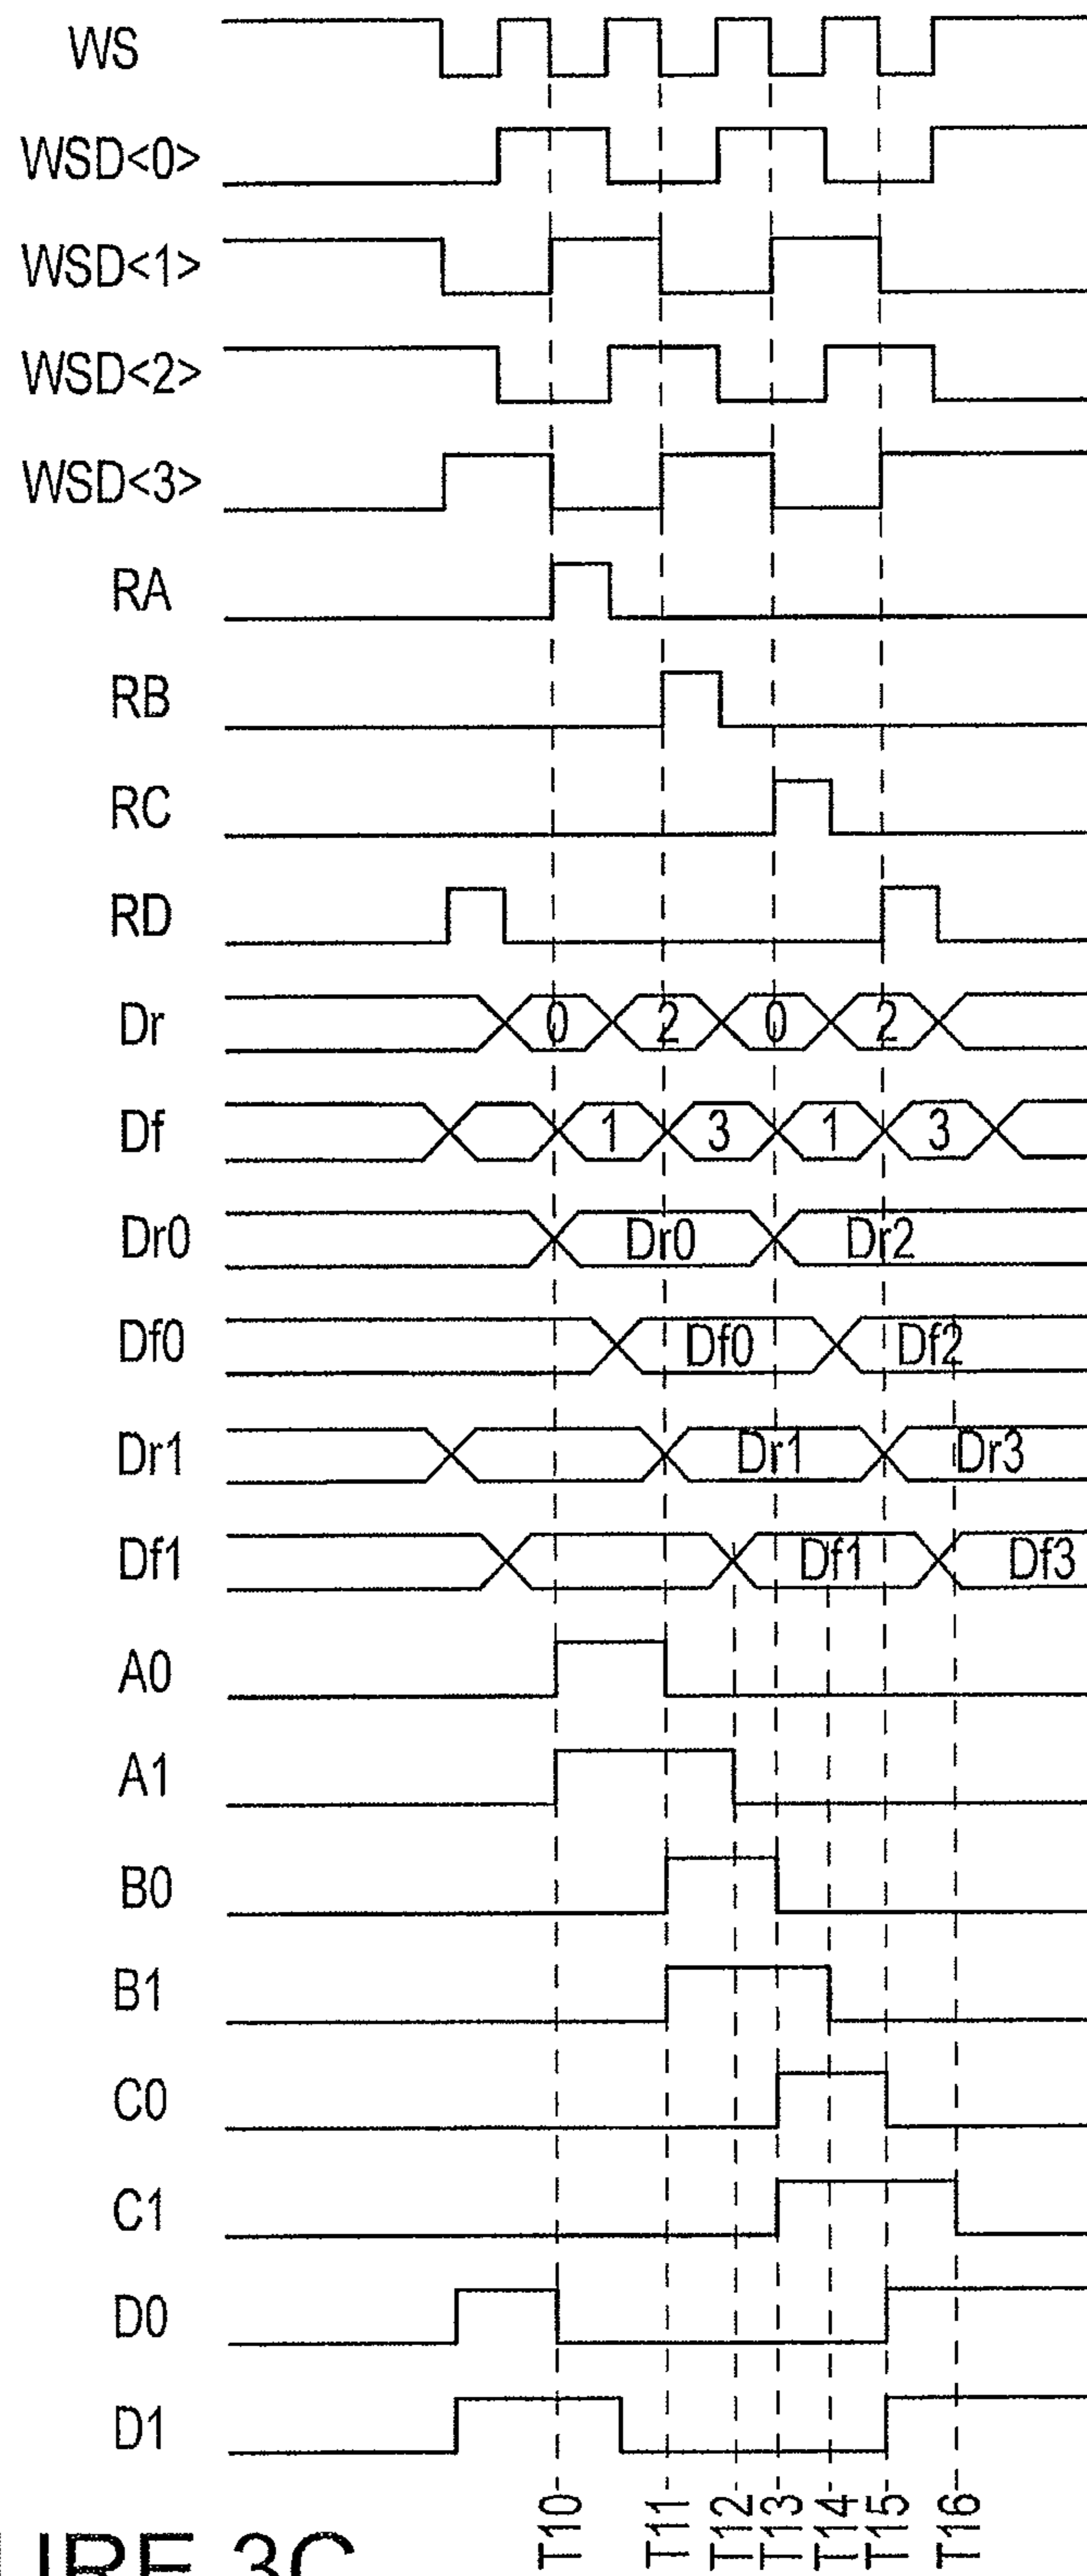 WS
WSD<0>
WSD<1>
WSD<2>
WSD<3>
RA
RB
RC
RD
Dr 0 2 0 2
Df 1 3 1 3
Dr0 Dr0 Dr2
Df0 Df0 Df2
Dr1 Dr1 Dr3
Df1 Df1 Df3
A0
A1
B0
B1
C0
C1
D0
D1
T10 T11 T12 T13 T14 T15 T16
URE 3C